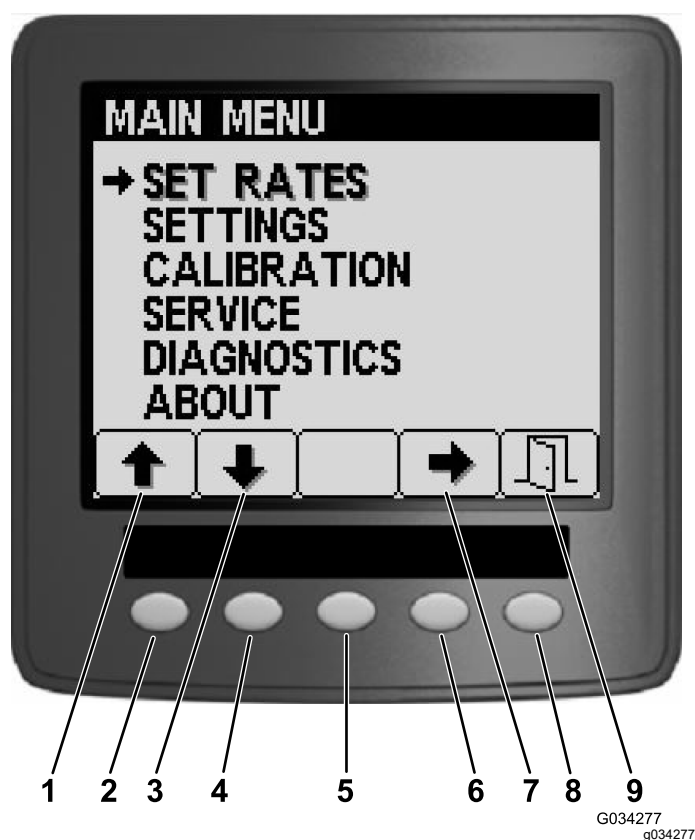 MAIN MENU
SET RATES
SETTINGS
CALIBRATION
SERVICE
DIAGNOSTICS
ABOUT
1 2 3 4 5 6 7 8 9
G034277
g034277